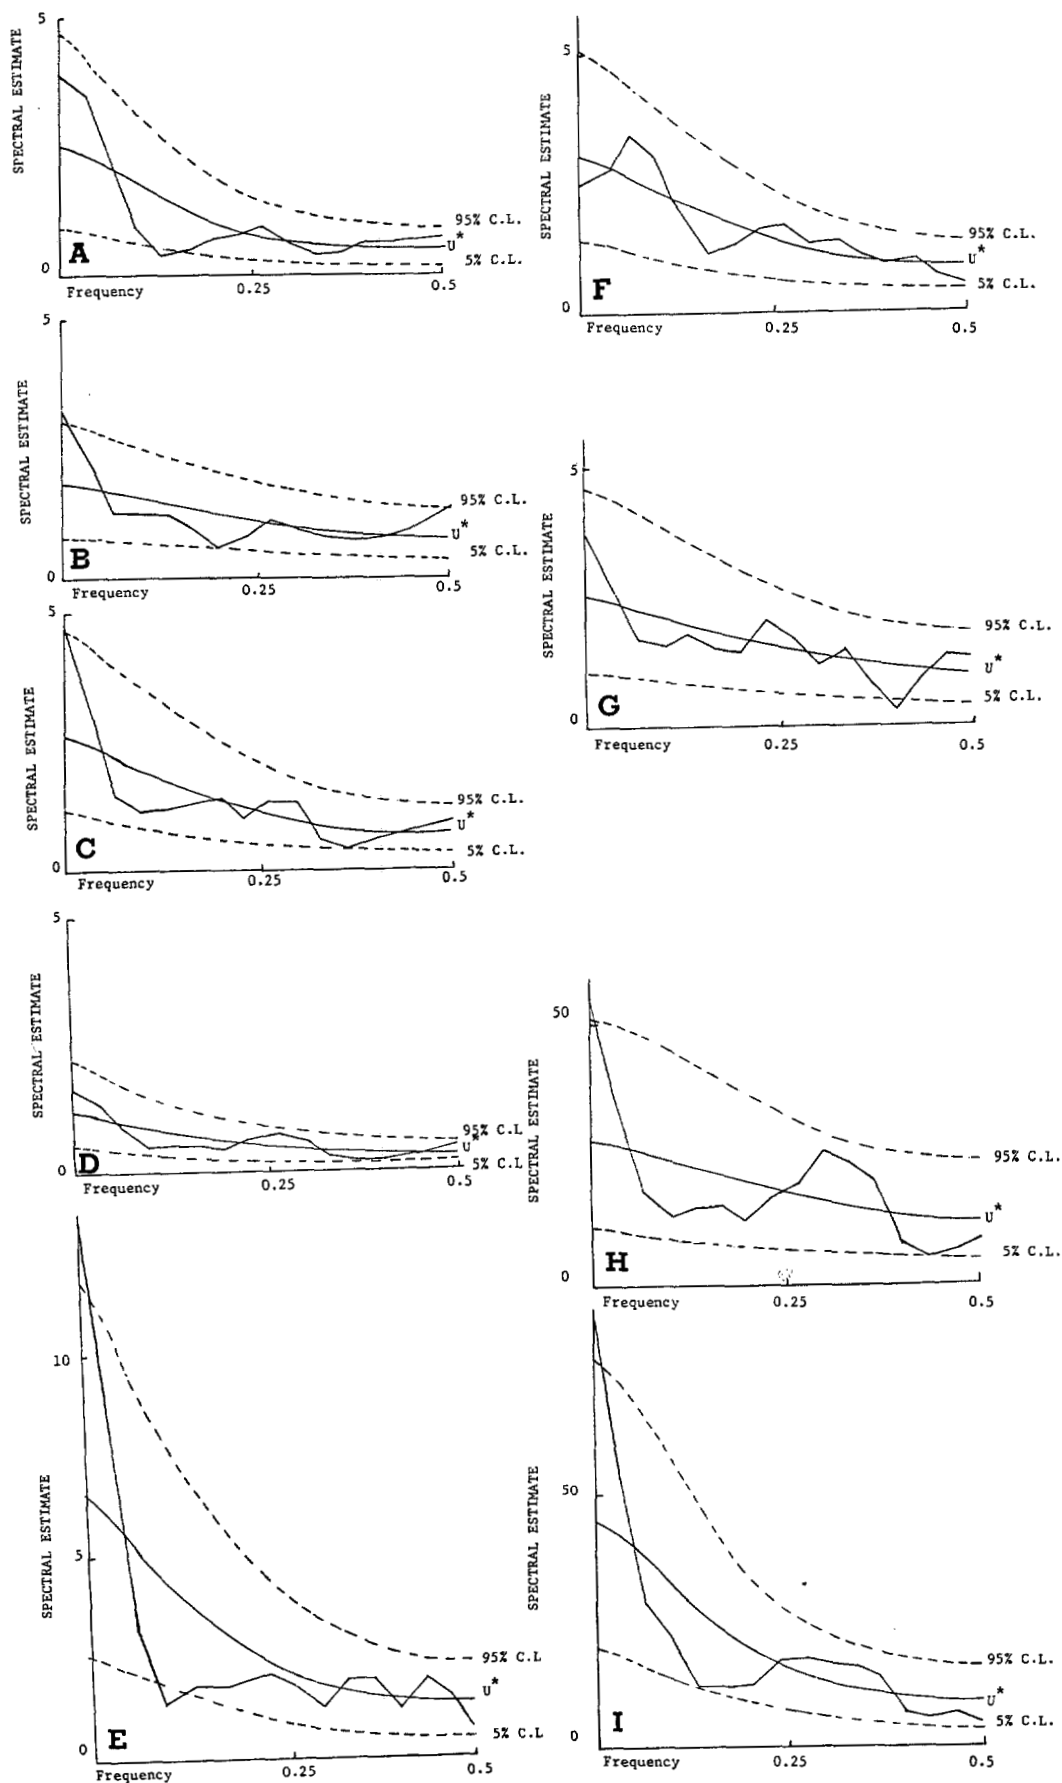 5
SPECTRAL ESTIMATE
95% C.L.
U*
5% C.L.
A
0
Frequency
0.25
0.5
5
SPECTRAL ESTIMATE
95% C.L.
U*
5% C.L.
B
0
Frequency
0.25
0.5
5
SPECTRAL ESTIMATE
95% C.L.
U*
5% C.L.
C
0
Frequency
0.25
0.5
5
SPECTRAL ESTIMATE
95% C.L
U*
5% C.L
D
0
Frequency
0.25
0.5
10
SPECTRAL ESTIMATE
5
95% C.L
U*
5% C.L
E
0
Frequency
0.25
0.5
5
SPECTRAL ESTIMATE
95% C.L.
U*
5% C.L.
F
0
Frequency
0.25
0.5
5
SPECTRAL ESTIMATE
95% C.L.
U*
5% C.L.
G
0
Frequency
0.25
0.5
50
SPECTRAL ESTIMATE
95% C.L.
U*
5% C.L.
H
0
Frequency
0.25
0.5
50
SPECTRAL ESTIMATE
95% C.L.
U*
5% C.L.
I
0
Frequency
0.25
0.5